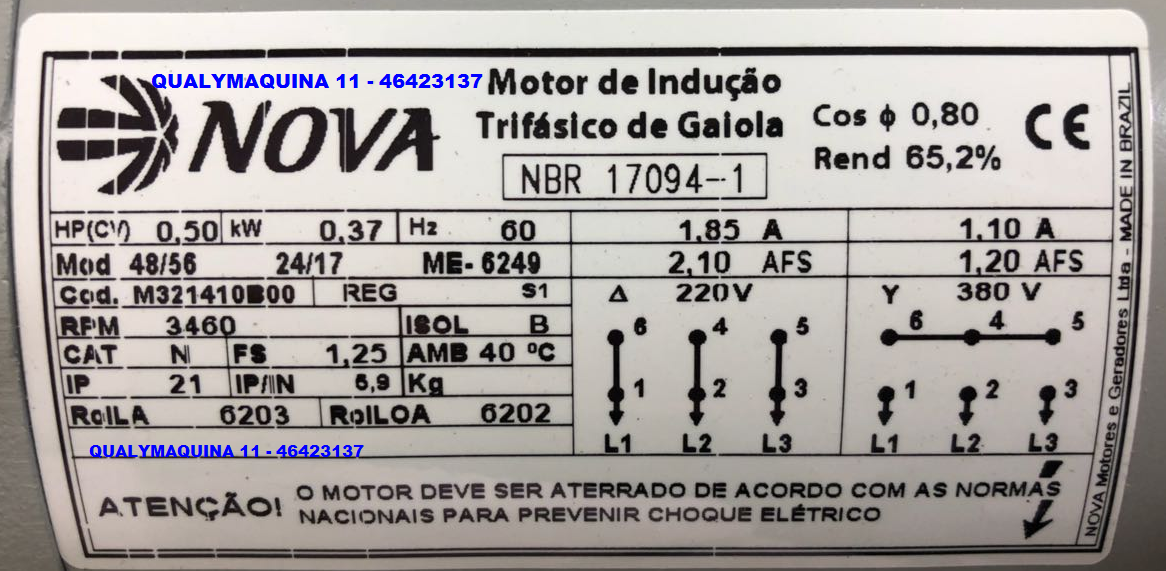 QUALYMAQUINA 11 - 46423137
NOVA
Motor de Indução
Trifásico de Gaiola
NBR 17094-1
Cos ϕ 0,80
Rend 65,2%
CE
HP(CV) 0,50 kW 0,37 Hz 60 1,85 A 1,10 A
Mod 48/56 24/17 ME-6249 2,10 AFS 1,20 AFS
Cod. M321410B00 REG S1 Δ 220V Y 380 V
RPM 3460 ISOL B
CAT N FS 1,25 AMB 40 ºC
IP 21 IP/IN 5,9 Kg
RolLA 6203 RolLOA 6202
6 4 5 6 4 5
1 2 3 1 2 3
L1 L2 L3 L1 L2 L3
QUALYMAQUINA 11 - 46423137
ATENÇÃO! O MOTOR DEVE SER ATERRADO DE ACORDO COM AS NORMAS
NACIONAIS PARA PREVENIR CHOQUE ELÉTRICO
NOVA Motores e Geradores Ltda - MADE IN BRAZIL